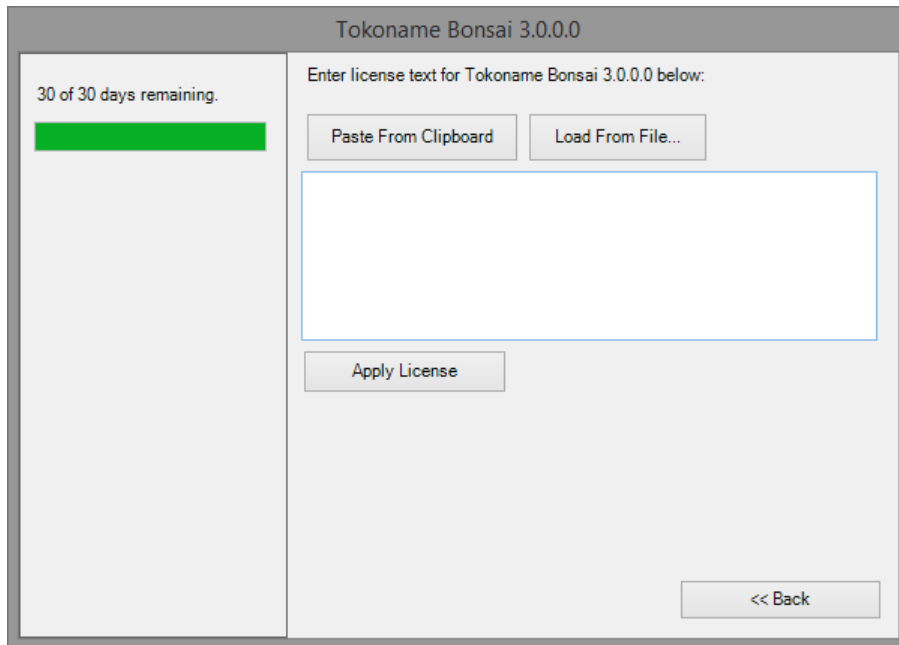 Tokoname Bonsai 3.0.0.0
30 of 30 days remaining.
Enter license text for Tokoname Bonsai 3.0.0.0 below:
Paste From Clipboard
Load From File...
Apply License
<< Back